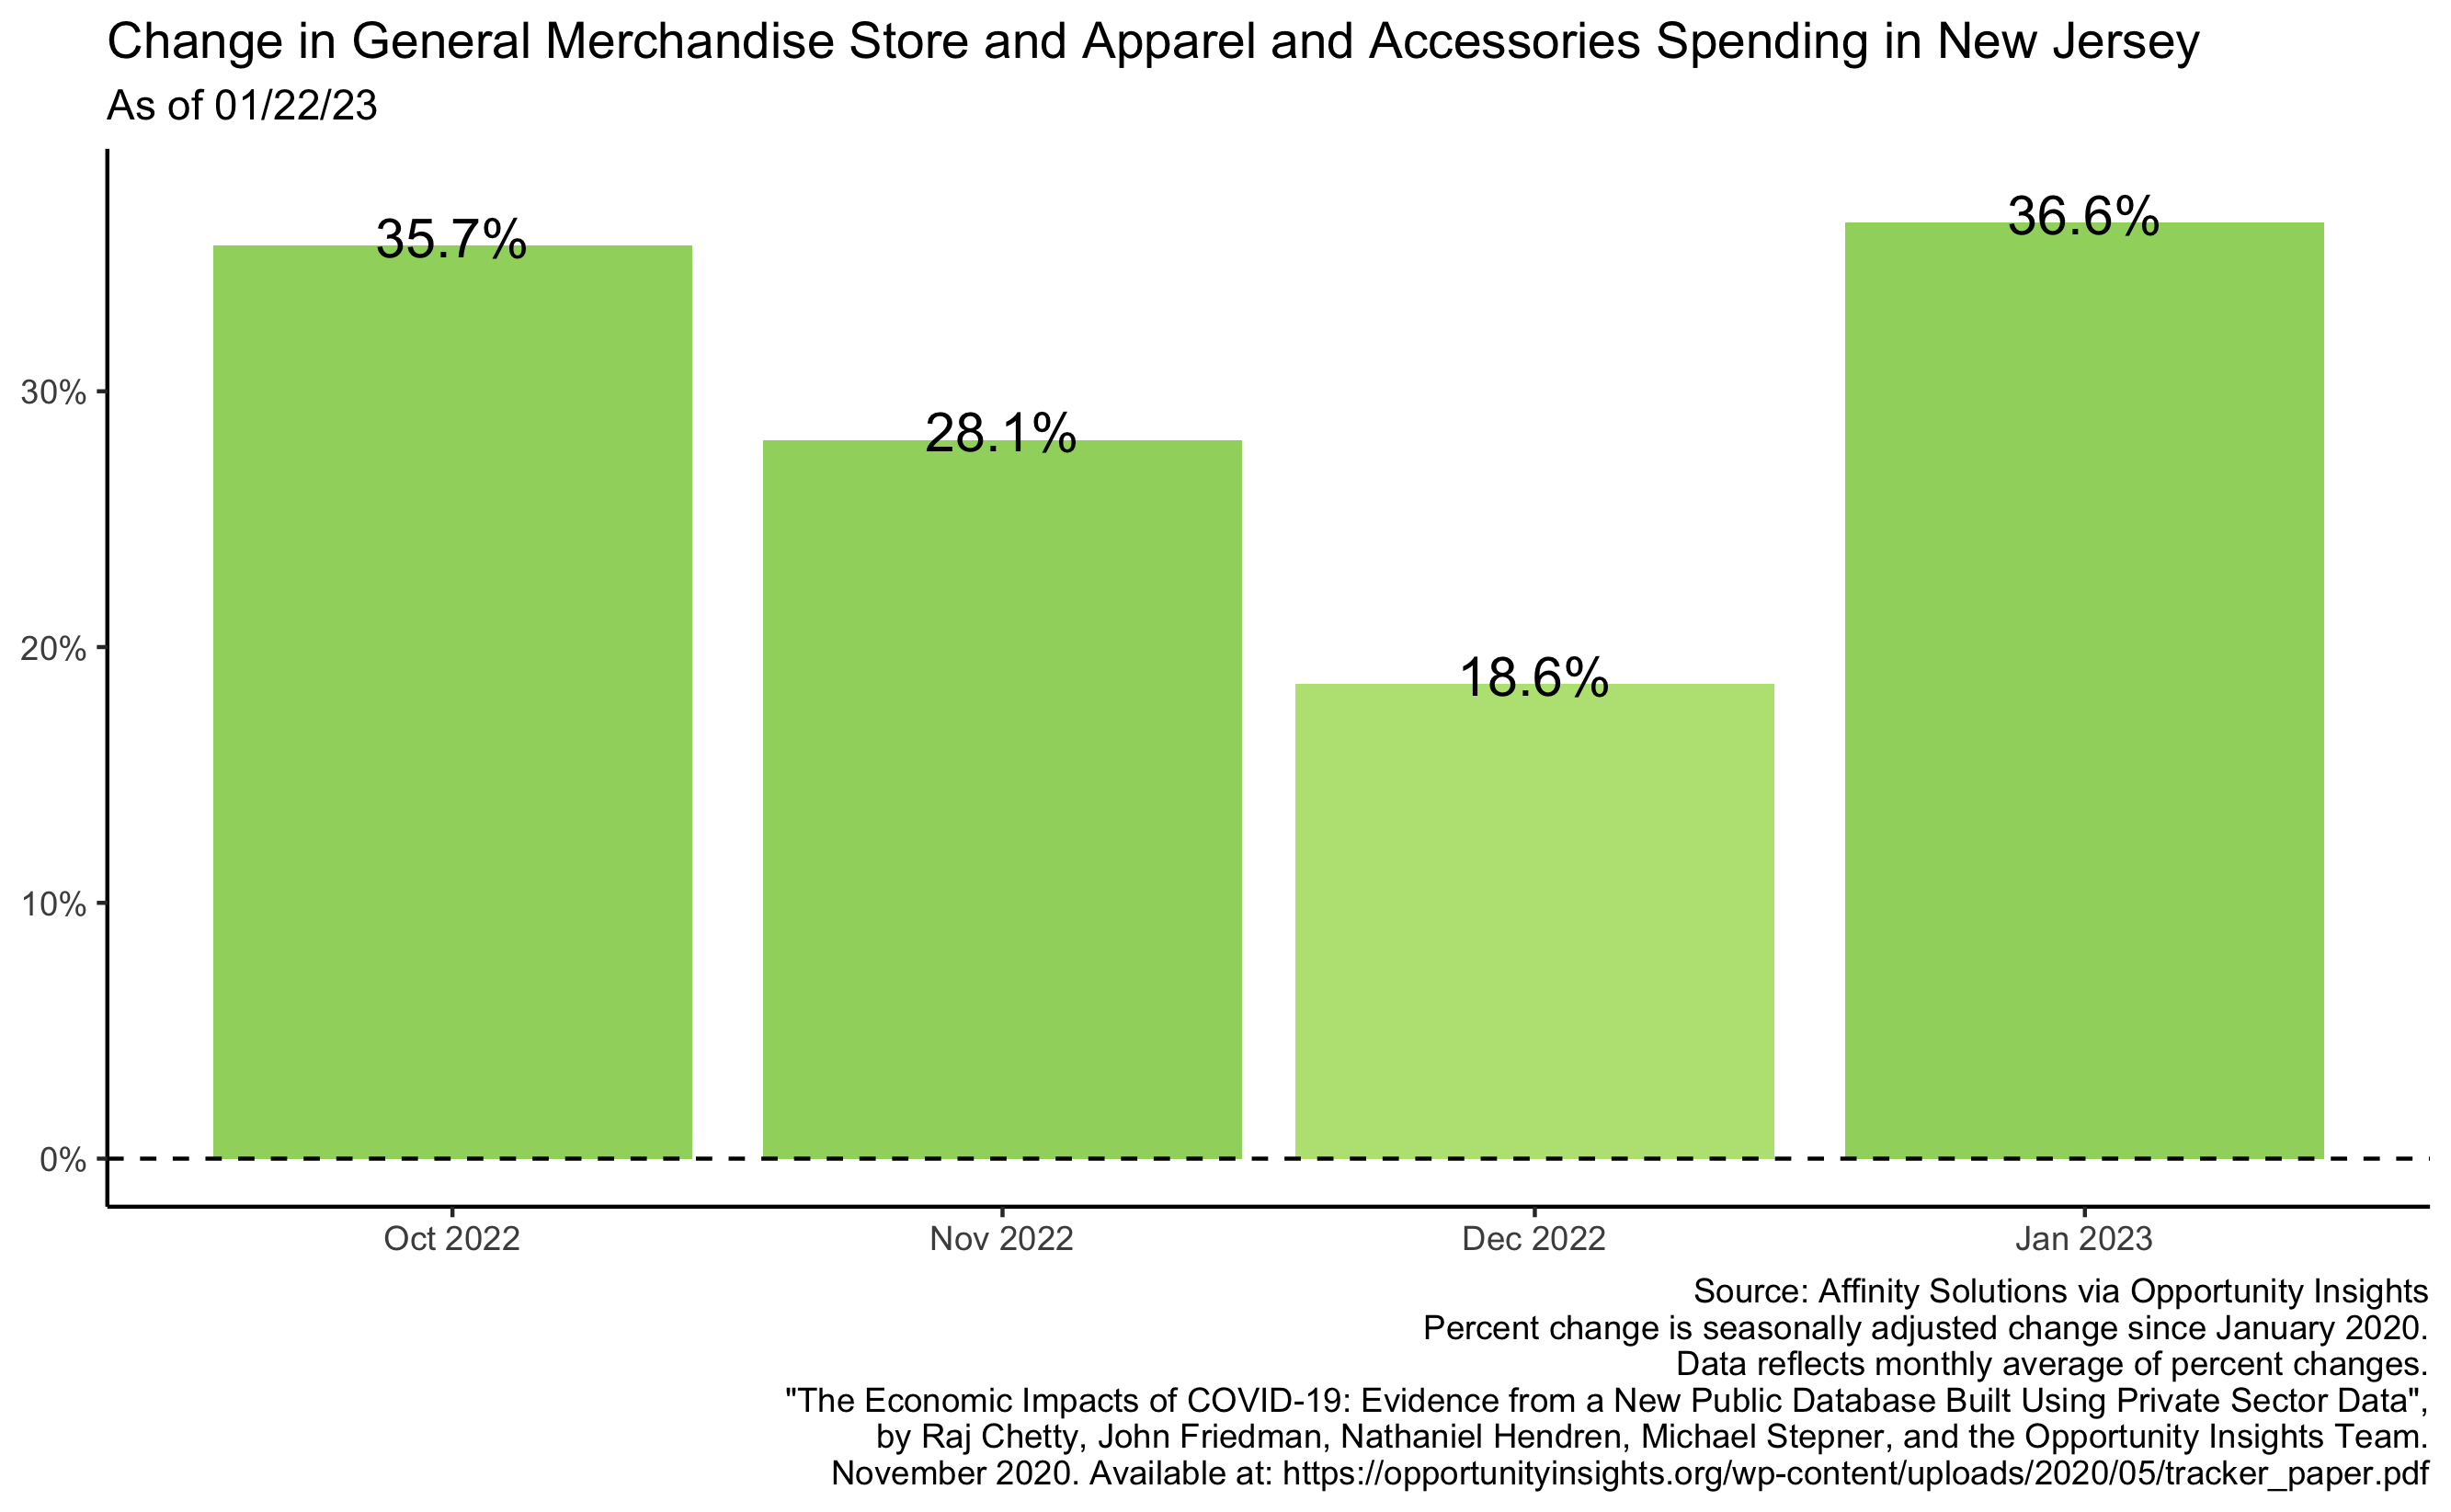 Change in General Merchandise Store and Apparel and Accessories Spending in New Jersey
As of 01/22/23
35.7%
28.1%
18.6%
36.6%
30%
20%
10%
0%
Oct 2022
Nov 2022
Dec 2022
Jan 2023
Source: Affinity Solutions via Opportunity Insights
Percent change is seasonally adjusted change since January 2020.
Data reflects monthly average of percent changes.
"The Economic Impacts of COVID-19: Evidence from a New Public Database Built Using Private Sector Data",
by Raj Chetty, John Friedman, Nathaniel Hendren, Michael Stepner, and the Opportunity Insights Team.
November 2020. Available at: https://opportunityinsights.org/wp-content/uploads/2020/05/tracker_paper.pdf